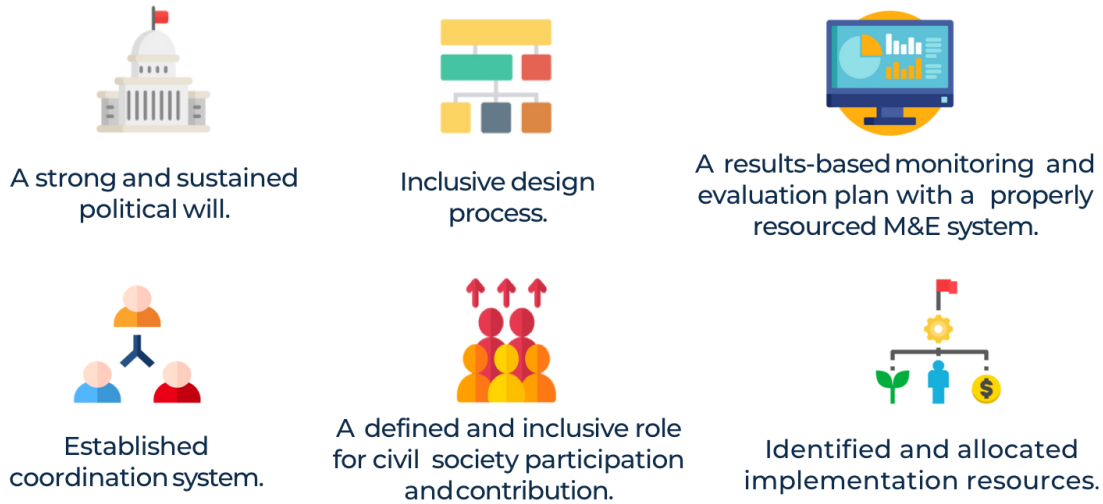 A strong and sustained
political will.
Inclusive design
process.
A results-based monitoring and
evaluation plan with a properly
resourced M&E system.
Established
coordination system.
A defined and inclusive role
for civil society participation
and contribution.
Identified and allocated
implementation resources.
$